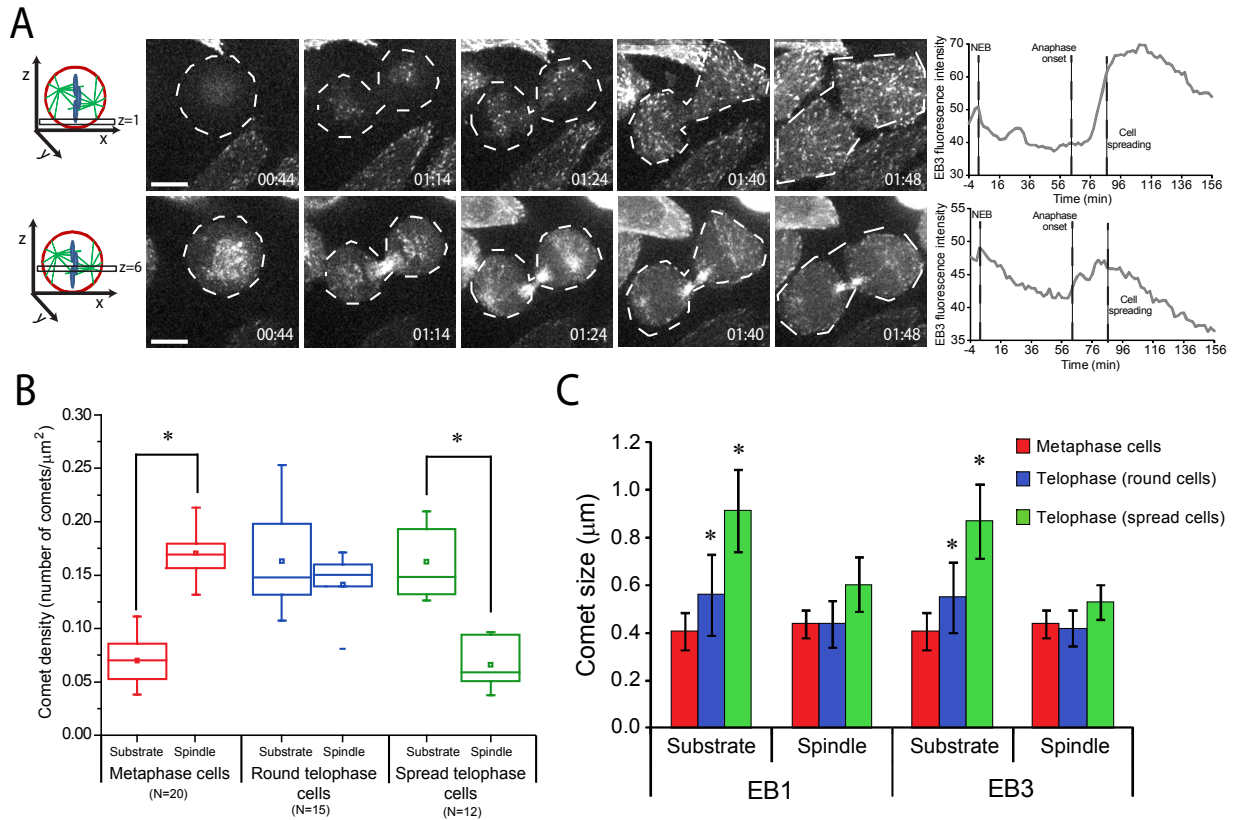 A
z
z=1
x
y
00:44
01:14
01:24
01:40
01:48
EB3 fluorescence intensity
70
60
50
40
30
NEB
Anaphase
onset
Cell
spreading
-4 16 36 56 76 96 116 136 156
Time (min)
z
z=6
x
y
00:44
01:14
01:24
01:40
01:48
EB3 fluorescence intensity
55
50
45
40
35
NEB
Anaphase
onset
Cell
spreading
-4 16 36 56 76 96 116 136 156
Time (min)
B
Comet density (number of comets/μm²)
0.30
0.25
0.20
0.15
0.10
0.05
0.00
*
*
Substrate Spindle Substrate Spindle Substrate Spindle
Metaphase cells
(N=20)
Round telophase
cells
(N=15)
Spread telophase
cells
(N=12)
C
Comet size (μm)
1.2
1.0
0.8
0.6
0.4
0.2
0.0
*
*
*
*
Metaphase cells
Telophase (round cells)
Telophase (spread cells)
Substrate Spindle Substrate Spindle
EB1 EB3